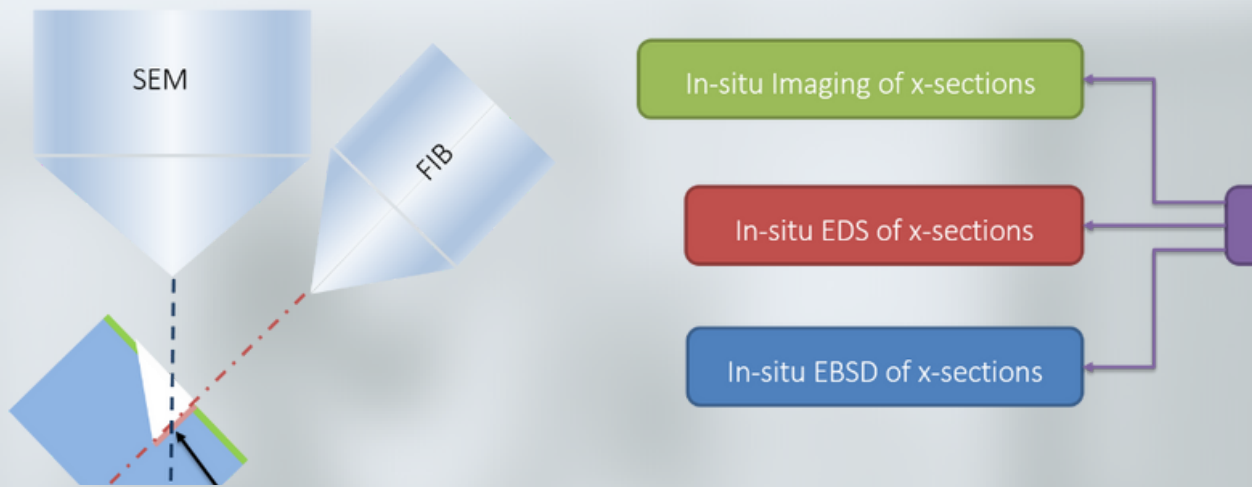 SEM
FIB
In-situ Imaging of x-sections
In-situ EDS of x-sections
In-situ EBSD of x-sections